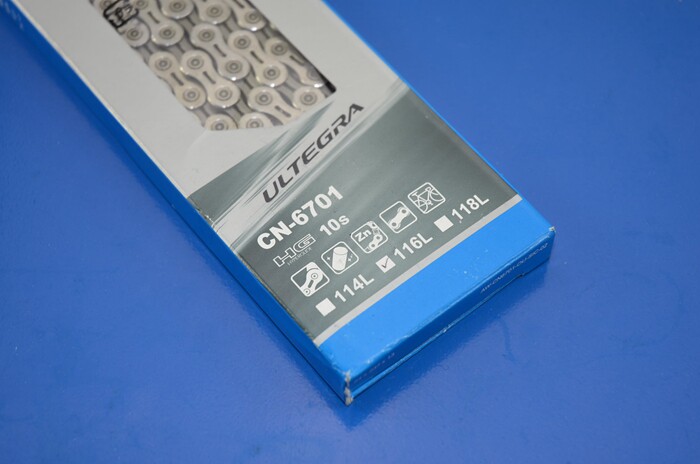 ULTEGRA
CN-6701
HG 10s
Zn
114L 116L 118L